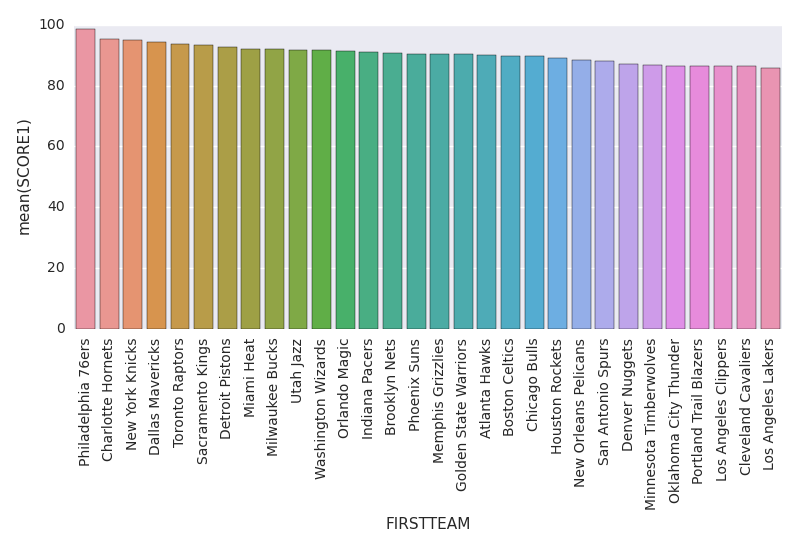 100
80
60
40
20
0
mean(SCORE1)
Philadelphia 76ers
Charlotte Hornets
New York Knicks
Dallas Mavericks
Toronto Raptors
Sacramento Kings
Detroit Pistons
Miami Heat
Milwaukee Bucks
Utah Jazz
Washington Wizards
Orlando Magic
Indiana Pacers
Brooklyn Nets
Phoenix Suns
Memphis Grizzlies
Golden State Warriors
Atlanta Hawks
Boston Celtics
Chicago Bulls
Houston Rockets
New Orleans Pelicans
San Antonio Spurs
Denver Nuggets
Minnesota Timberwolves
Oklahoma City Thunder
Portland Trail Blazers
Los Angeles Clippers
Cleveland Cavaliers
Los Angeles Lakers
FIRSTTEAM